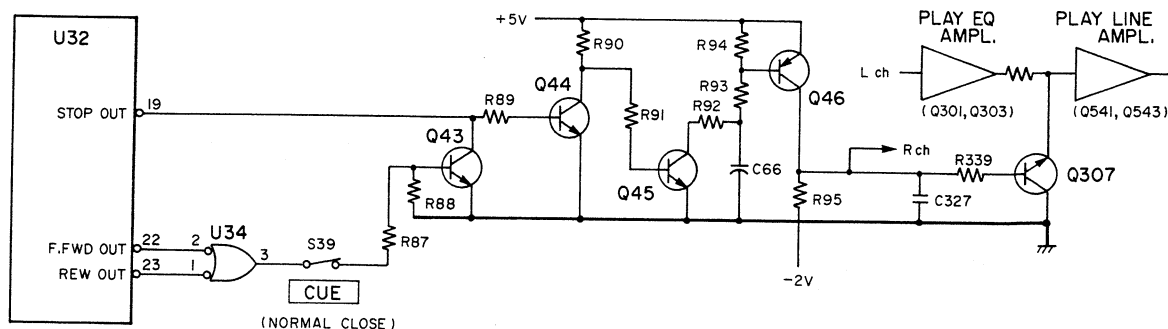 U32
STOP OUT
19
F.FWD OUT
22
REW OUT
23
2
1
U34
3
S39
CUE
(NORMAL CLOSE)
R87
R88
Q43
R89
Q44
+5V
R90
R91
Q45
R92
R93
R94
C66
Q46
R95
-2V
R ch
C327
R339
Q307
L ch
PLAY EQ
AMPL.
(Q301,Q303)
PLAY LINE
AMPL.
(Q541, Q543)